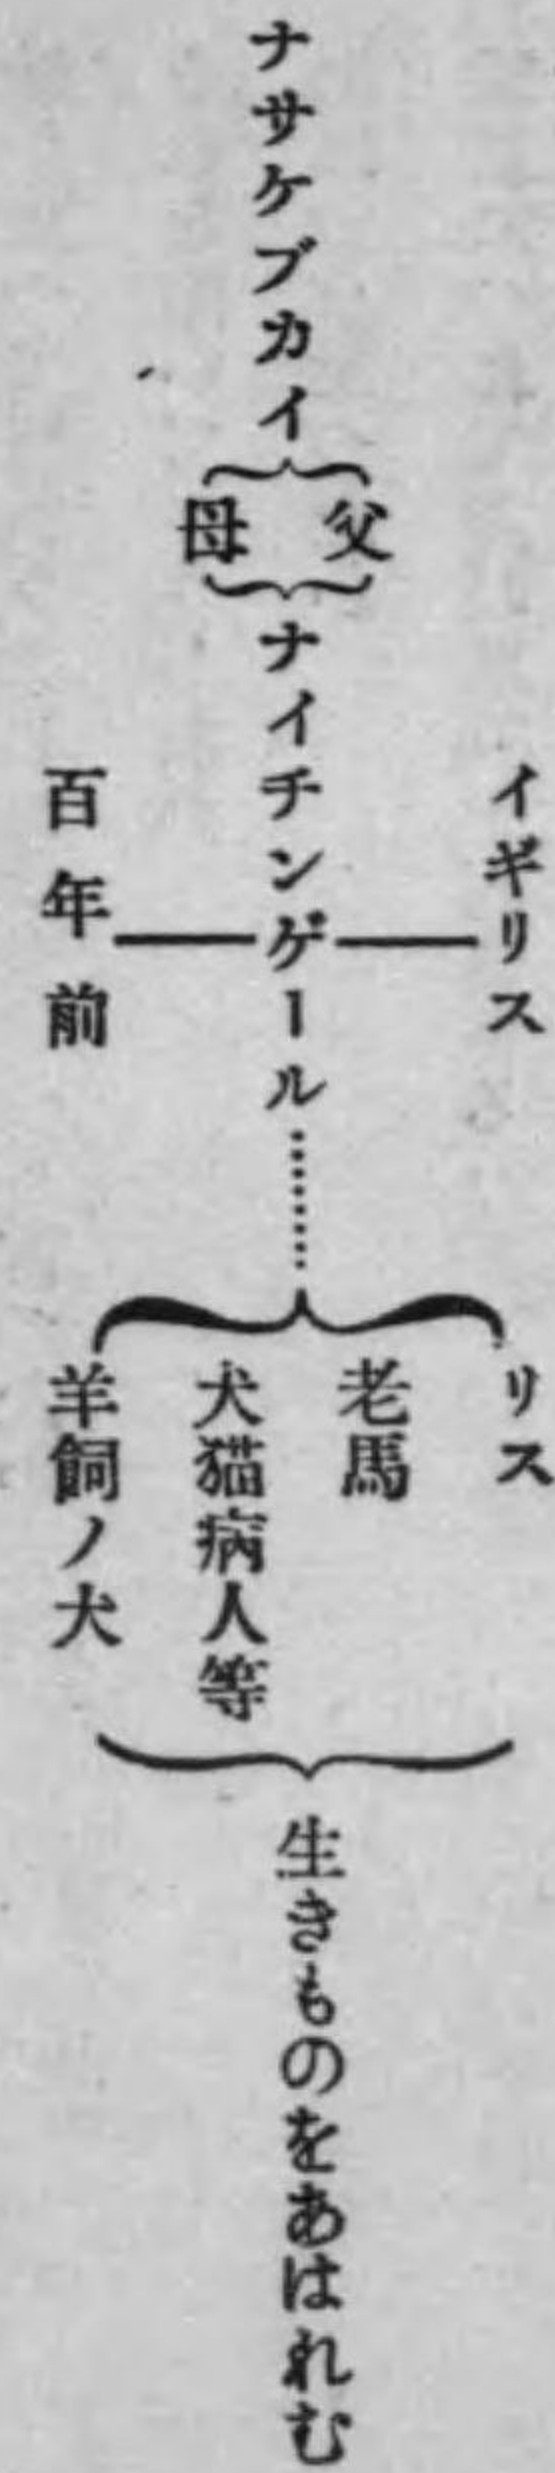 ナサケブカイ
父
母
イギリス
ナイチンゲール………
百年前
リス
老馬
犬猫病人等
羊飼ノ犬
生きものをあはれむ